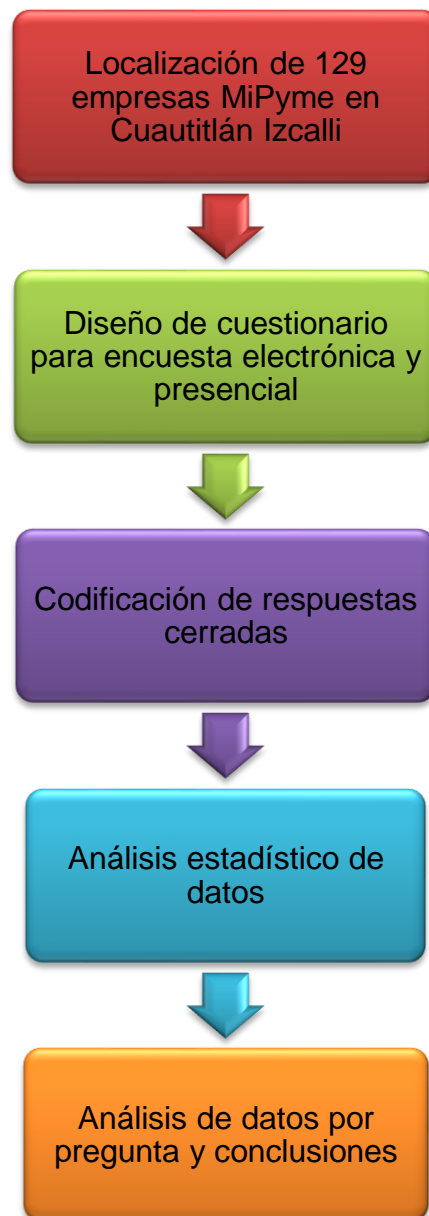 Localización de 129
empresas MiPyme en
Cuautitlán Izcalli
Diseño de cuestionario
para encuesta electrónica y
presencial
Codificación de respuestas
cerradas
Análisis estadístico de
datos
Análisis de datos por
pregunta y conclusiones